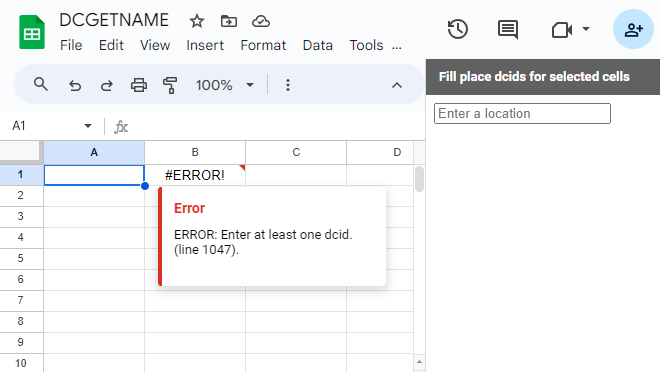 DCGETNAME
File Edit View Insert Format Data Tools ...
100%
A1
fx
A B C D
1 #ERROR!
2
3
4
5
6
7
8
9
10
Error
ERROR: Enter at least one dcid.
(line 1047).
Fill place dcids for selected cells
Enter a location